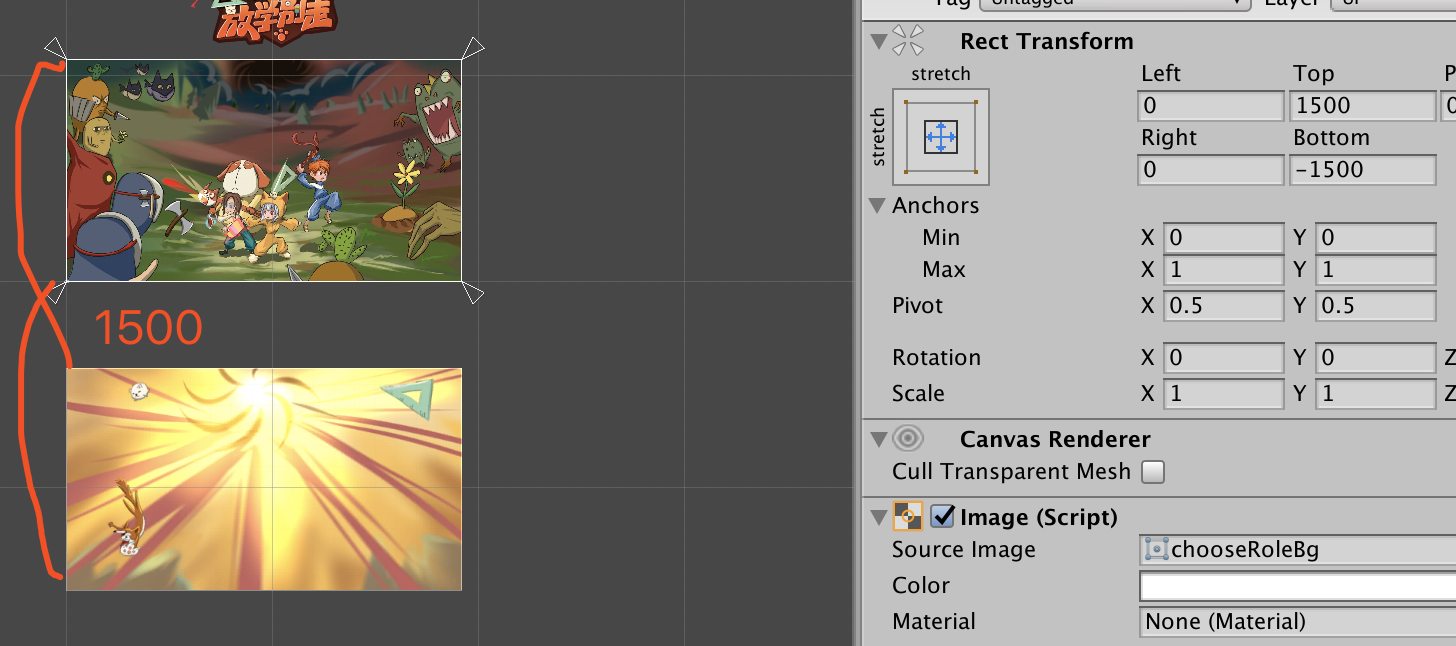 放学别走
1500
Tag Untagged Layer UI
Rect Transform
stretch
stretch
Left Top P
0 1500 0
Right Bottom
0 -1500
Anchors
Min X 0 Y 0
Max X 1 Y 1
Pivot X 0.5 Y 0.5
Rotation X 0 Y 0 Z
Scale X 1 Y 1 Z
Canvas Renderer
Cull Transparent Mesh
Image (Script)
Source Image chooseRoleBg
Color
Material None (Material)